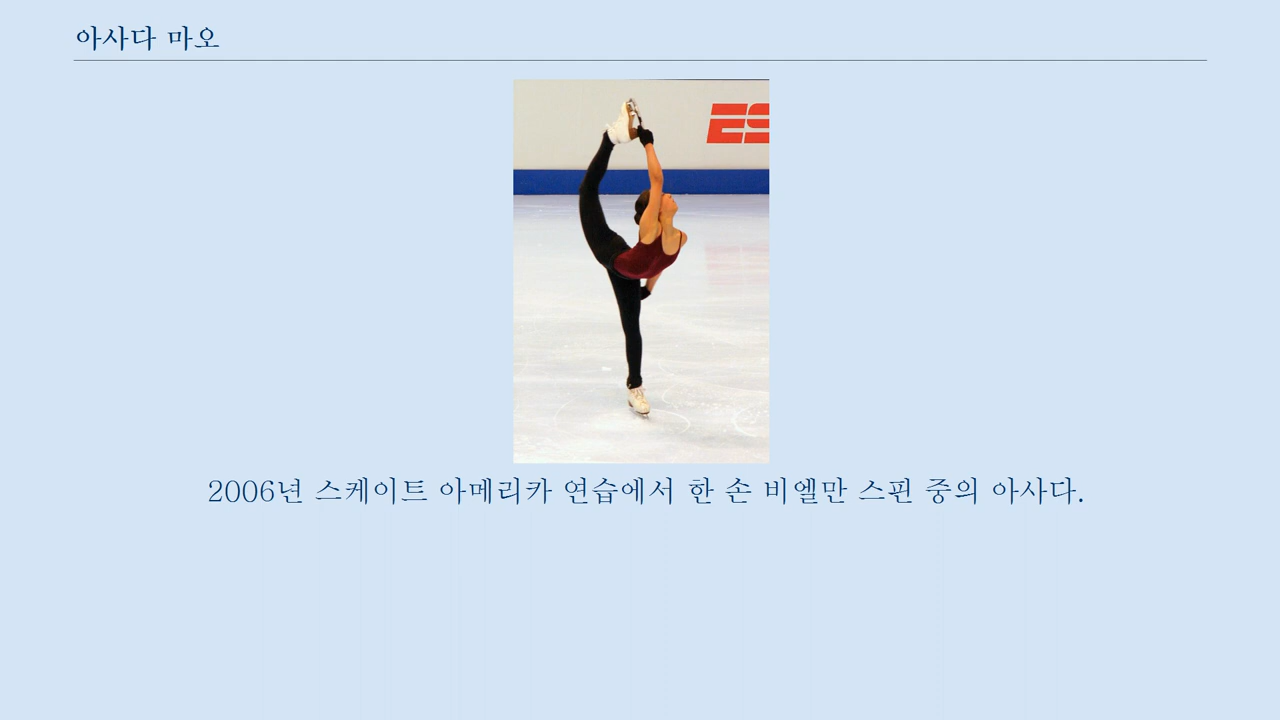 아사다 마오
ES
2006년 스케이트 아메리카 연습에서 한 손 비엘만 스핀 중의 아사다.